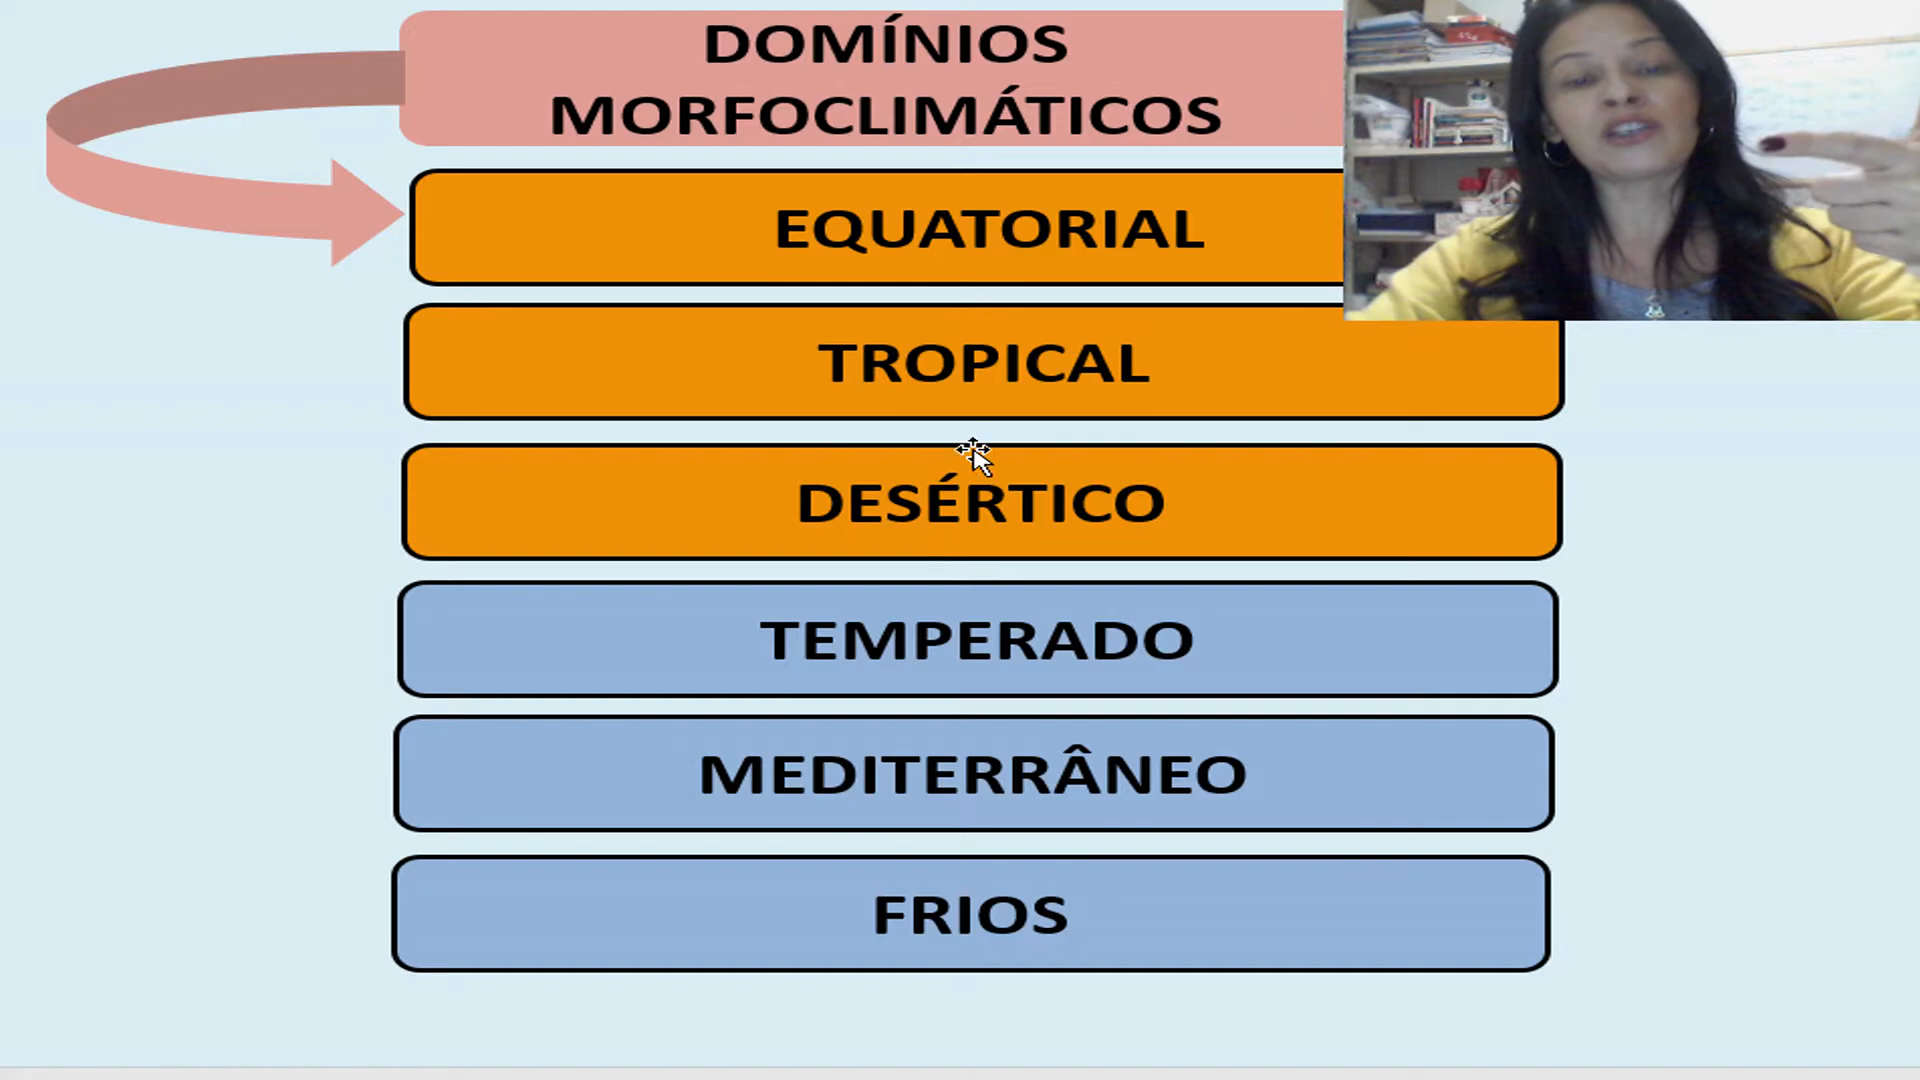 DOMÍNIOS
MORFOCLIMÁTICOS
EQUATORIAL
TROPICAL
DESÉRTICO
TEMPERADO
MEDITERRÂNEO
FRIOS